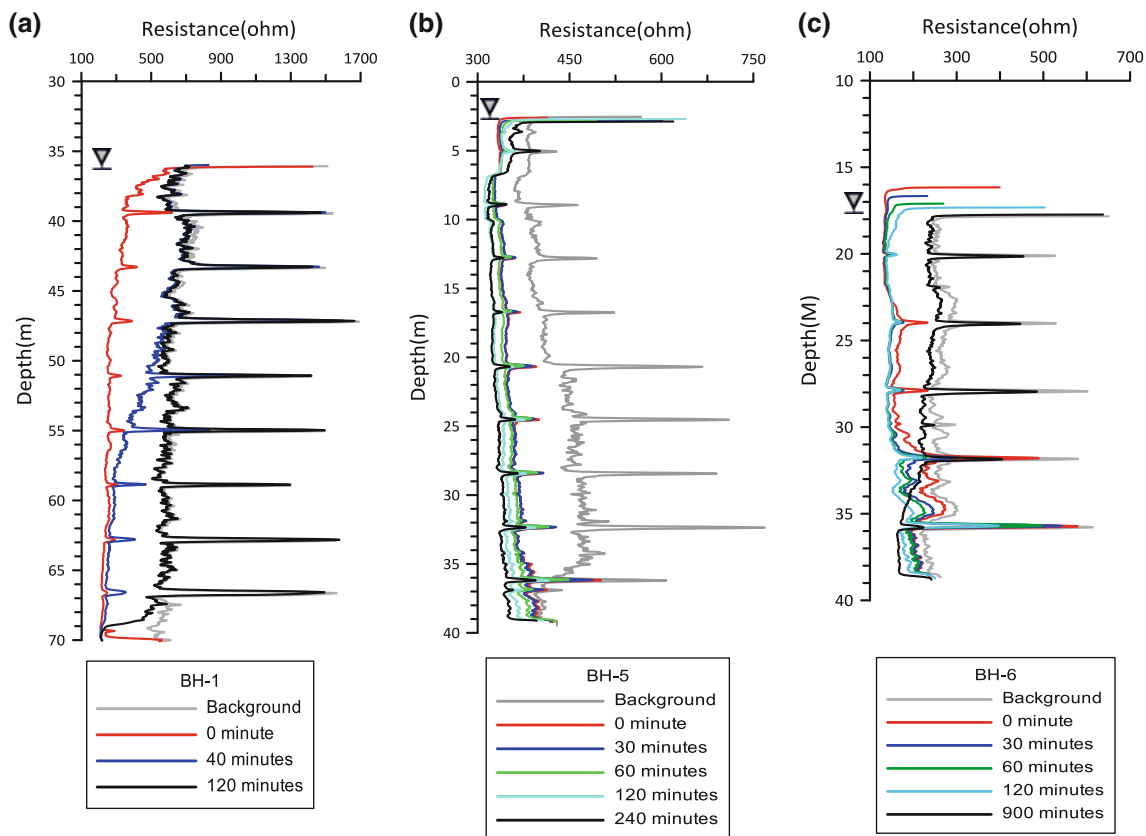 (a)
Resistance(ohm)
100 500 900 1300 1700
30
35
40
45
50
55
60
65
70
Depth(m)
BH-1
Background
0 minute
40 minutes
120 minutes
(b)
Resistance(ohm)
300 450 600 750
0
5
10
15
20
25
30
35
40
Depth(m)
BH-5
Background
0 minute
30 minutes
60 minutes
120 minutes
240 minutes
(c)
Resistance(ohm)
100 300 500 700
10
15
20
25
30
35
40
Depth(M)
BH-6
Background
0 minute
30 minutes
60 minutes
120 minutes
900 minutes